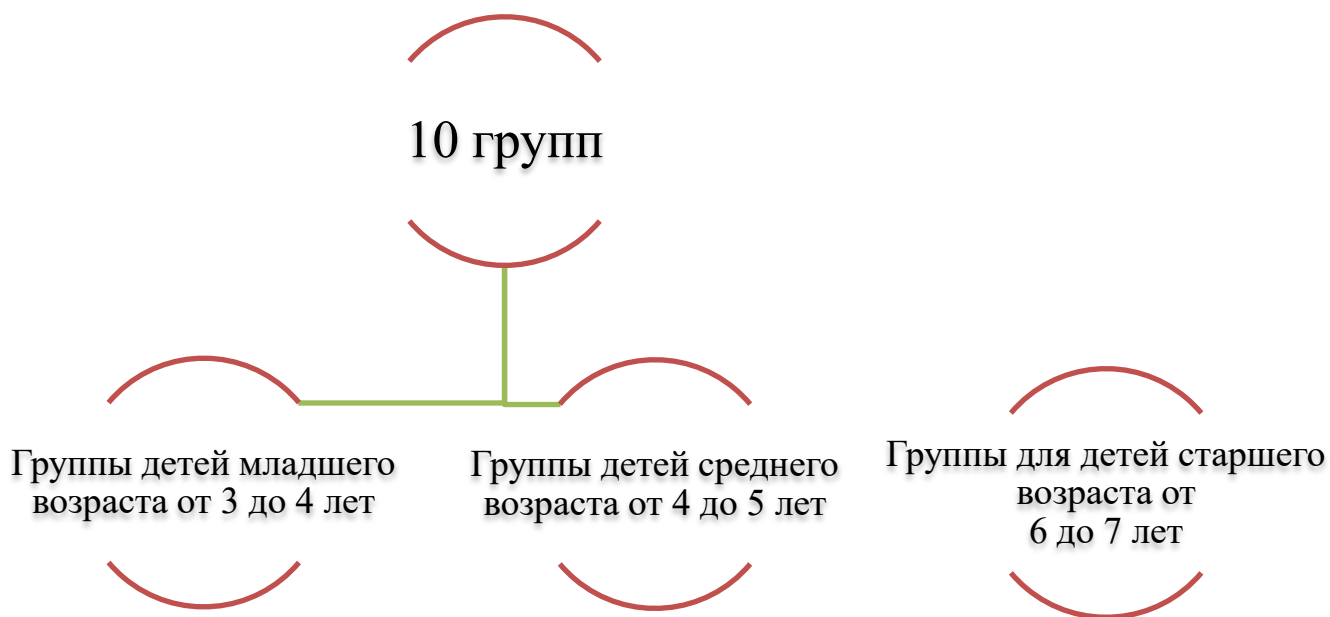 10 групп
Группы детей младшего
возраста от 3 до 4 лет
Группы детей среднего
возраста от 4 до 5 лет
Группы для детей старшего
возраста от
6 до 7 лет